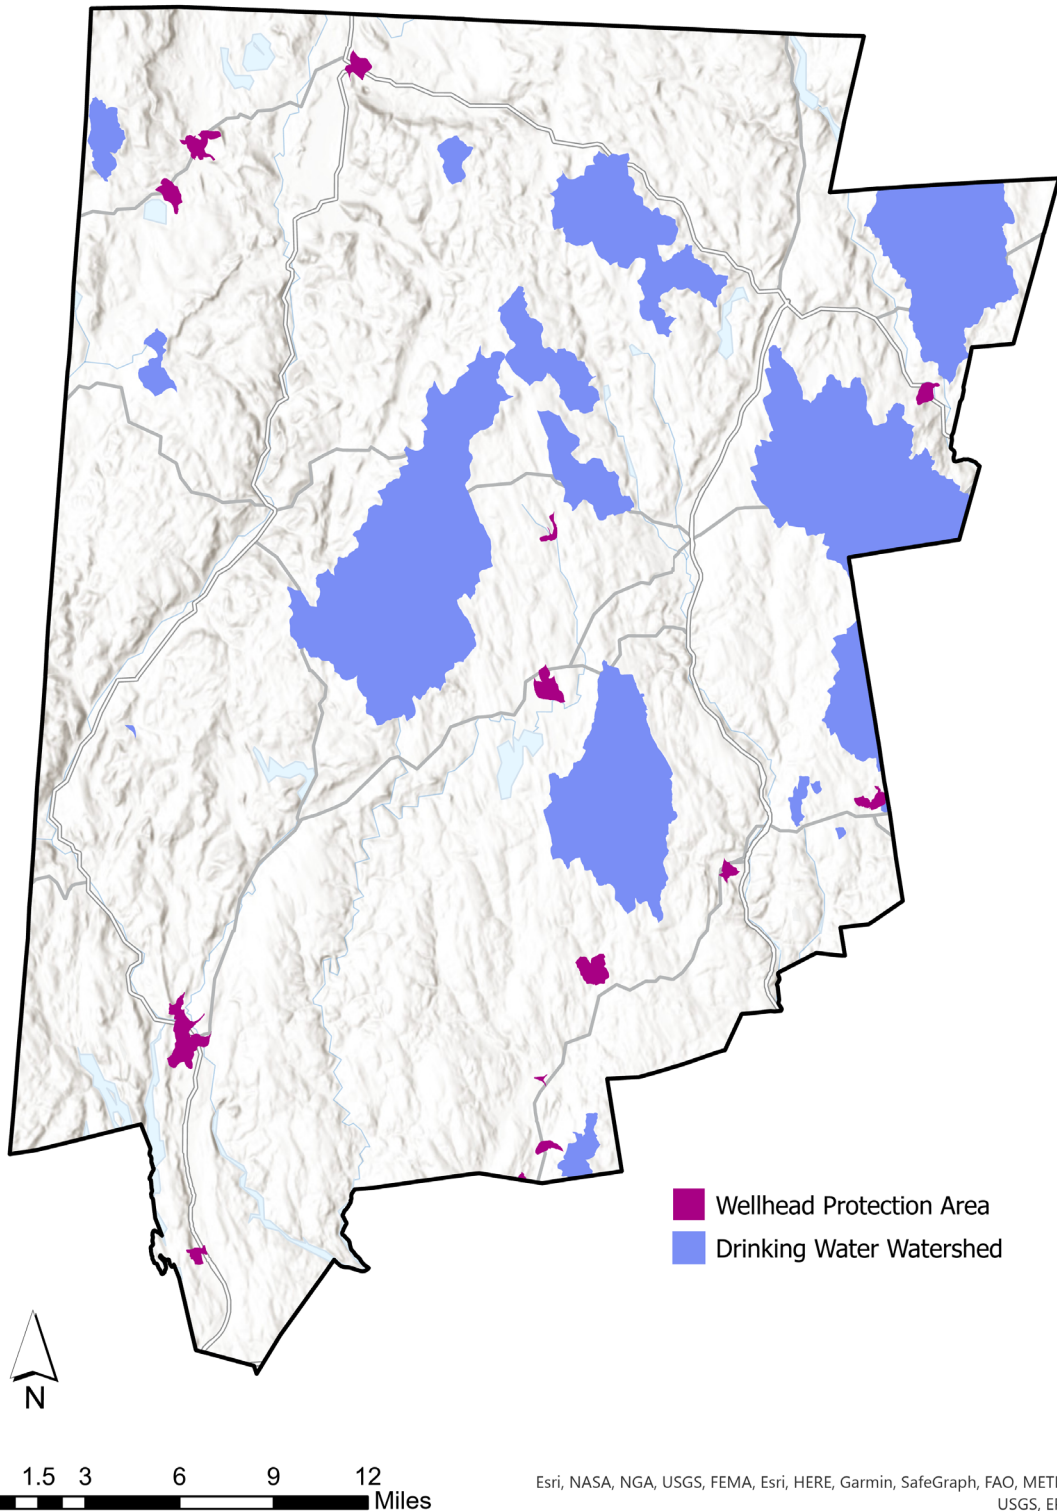 Wellhead Protection Area
Drinking Water Watershed
N
1.5 3 6 9 12
Miles
Esri, NASA, NGA, USGS, FEMA, Esri, HERE, Garmin, SafeGraph, FAO,
USGS,